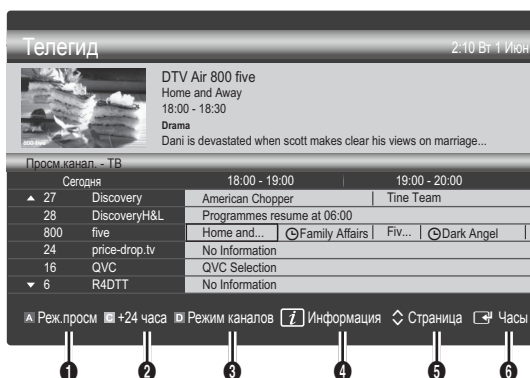 Телегид 2:10 Вт 1 Июн
DTV Air 800 five
Home and Away
18:00 - 18:30
Drama
Dani is devastated when scott makes clear his views on marriage...
800 five
Просм.канал. - ТВ
Сегодня 18:00 - 19:00 19:00 - 20:00
▲ 27 Discovery American Chopper Tine Team
28 DiscoveryH&L Programmes resume at 06:00
800 five Home and... Family Affairs Fiv... Dark Angel
24 price-drop.tv No Information
16 QVC QVC Selection
▼ 6 R4DTT No Information
A Реж.просм C +24 часа D Режим каналов i Информация Страница Часы
1 2 3 4 5 6